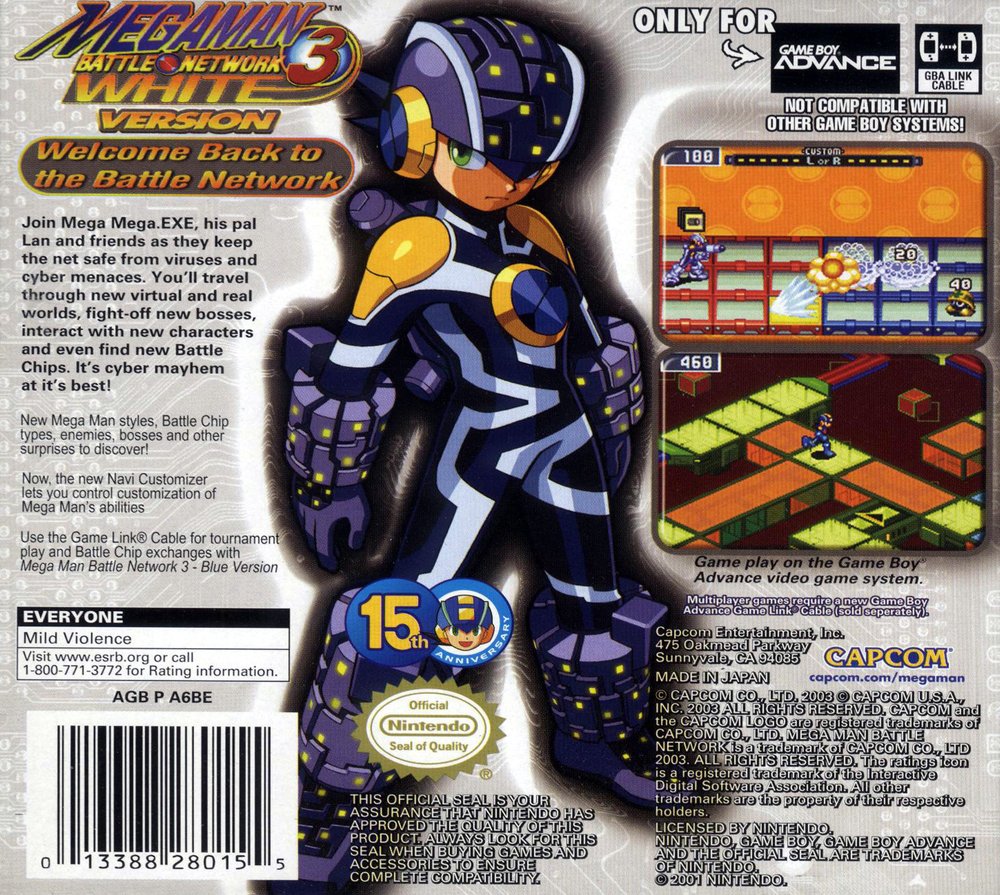 MEGAMAN™
BATTLE NETWORK 3
WHITE
VERSION
Welcome Back to
the Battle Network
Join Mega Mega.EXE, his pal
Lan and friends as they keep
the net safe from viruses and
cyber menaces. You'll travel
through new virtual and real
worlds, fight-off new bosses,
interact with new characters
and even find new Battle
Chips. It's cyber mayhem
at it's best!
New Mega Man styles, Battle Chip
types, enemies, bosses and other
surprises to discover!
Now, the new Navi Customizer
lets you control customization of
Mega Man's abilities
Use the Game Link® Cable for tournament
play and Battle Chip exchanges with
Mega Man Battle Network 3 - Blue Version
EVERYONE
Mild Violence
Visit www.esrb.org or call
1-800-771-3772 for Rating information.
AGB P A6BE
0 13388 28015 5
15th
ANNIVERSARY
Official
Nintendo
Seal of Quality
®
THIS OFFICIAL SEAL IS YOUR
ASSURANCE THAT NINTENDO HAS
APPROVED THE QUALITY OF THIS
PRODUCT. ALWAYS LOOK FOR THIS
SEAL WHEN BUYING GAMES AND
ACCESSORIES TO ENSURE
COMPLETE COMPATIBILITY.
ONLY FOR
GAME BOY
ADVANCE
GBA LINK
CABLE
NOT COMPATIBLE WITH
OTHER GAME BOY SYSTEMS!
100
CUSTOM
L or R
20
40
460
Game play on the Game Boy®
Advance video game system.
Multiplayer games require a new Game Boy
Advance Game Link® Cable (sold seperately).
Capcom Entertainment, Inc.
475 Oakmead Parkway
Sunnyvale, CA 94085
CAPCOM®
capcom.com/megaman
MADE IN JAPAN
© CAPCOM CO., LTD. 2003 © CAPCOM U.S.A.,
INC. 2003 ALL RIGHTS RESERVED. CAPCOM and
the CAPCOM LOGO are registered trademarks of
CAPCOM CO., LTD. MEGA MAN BATTLE
NETWORK is a trademark of CAPCOM CO., LTD
2003. ALL RIGHTS RESERVED. The ratings icon
is a registered trademark of the Interactive
Digital Software Association. All other
trademarks are the property of their respective
holders.
LICENSED BY NINTENDO.
NINTENDO, GAME BOY, GAME BOY ADVANCE
AND THE OFFICIAL SEAL ARE TRADEMARKS
OF NINTENDO.
© 2001 NINTENDO.